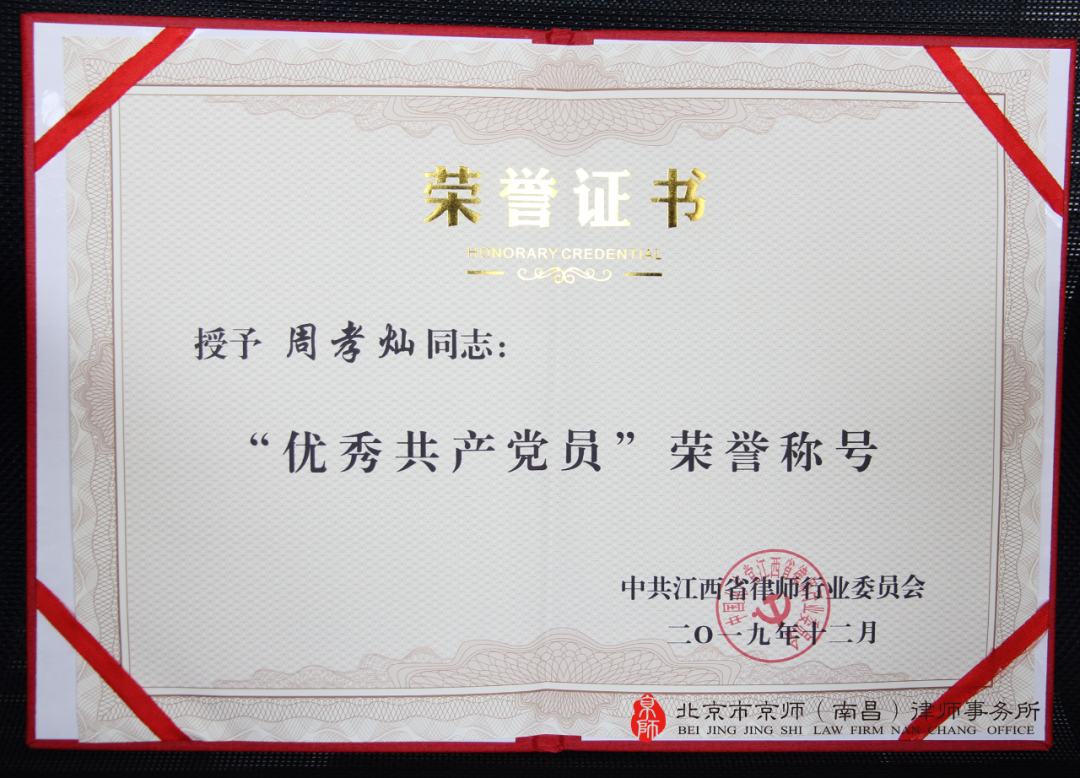 荣誉证书
HONORARY CREDENTIAL
授予 周孝灿同志：
“优秀共产党员”荣誉称号
中共江西省律师行业委员会
二O一九年十二月
京師
北京市京师（南昌）律师事务所
BEI JING JING SHI LAW FIRM NAN CHANG OFFICE